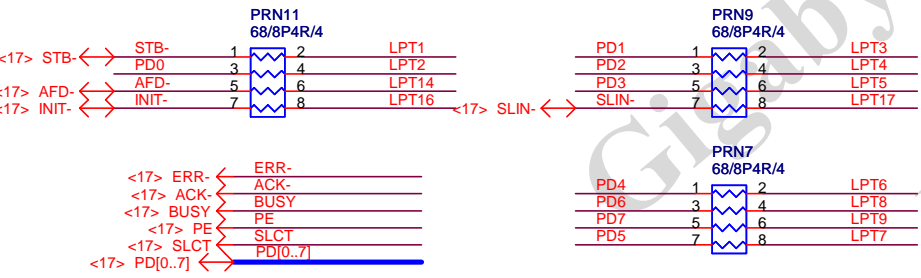 PRN11
68/8P4R/4
<17> STB- STB- 1 2 LPT1
PD0 3 4 LPT2
<17> AFD- AFD- 5 6 LPT14
<17> INIT- INIT- 7 8 LPT16
PRN9
68/8P4R/4
PD1 1 2 LPT3
PD2 3 4 LPT4
PD3 5 6 LPT5
<17> SLIN- SLIN- 7 8 LPT17
<17> ERR- ERR-
<17> ACK- ACK-
<17> BUSY BUSY
<17> PE PE
<17> SLCT SLCT
<17> PD[0..7] PD[0..7]
PRN7
68/8P4R/4
PD4 1 2 LPT6
PD6 3 4 LPT8
PD7 5 6 LPT9
PD5 7 8 LPT7
Gigaby